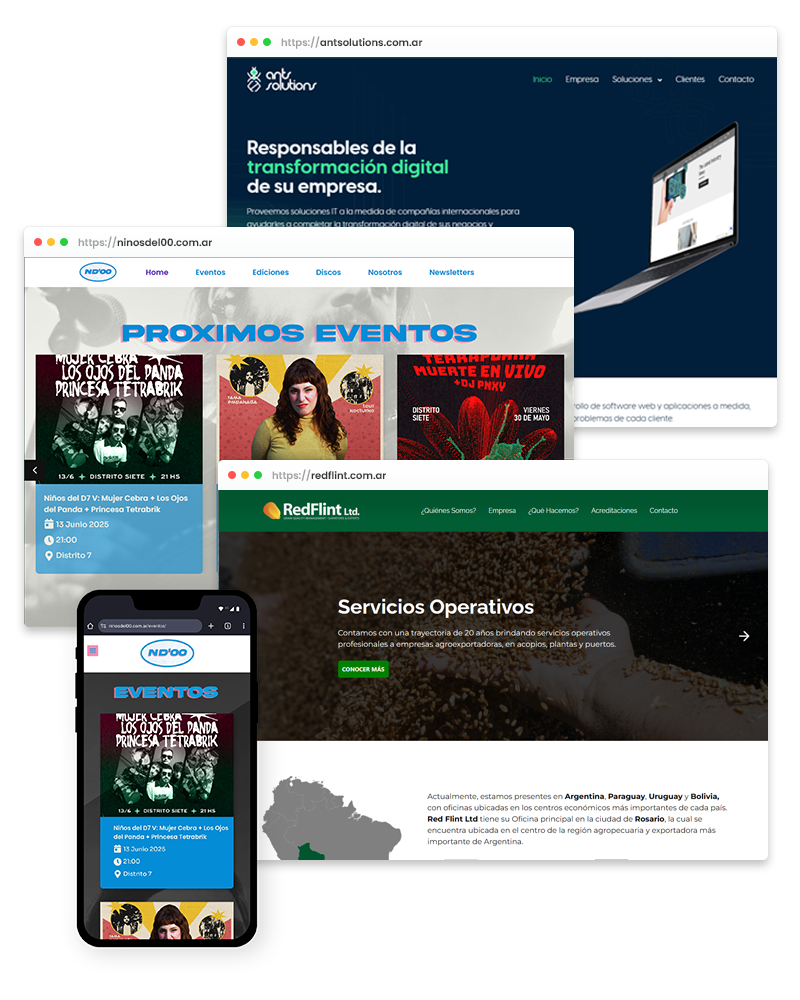 https://antsolutions.com.ar
ants
solutions
Inicio Empresa Soluciones Clientes Contacto
Responsables de la
transformación digital
de su empresa.
Proveemos soluciones IT a la medida de compañías internacionales para
ayudarles a completar la transformación digital de sus negocios y
rollo de software web y aplicaciones a medida,
problemas de cada cliente.
https://ninosdel00.com.ar
ND'00
Home Eventos Ediciones Discos Nosotros Newsletters
PROXIMOS EVENTOS
MUJER CEBRA
LOS OJOS DEL PANDA
PRINCESA TETRABRIK
13/6 DISTRITO SIETE 21 HS
Niños del D7 V: Mujer Cebra + Los Ojos
del Panda + Princesa Tetrabrik
13 Junio 2025
21:00
Distrito 7
LOUI
NOCTURNO
MUERTE EN VIVO
+DJ PNXY
DISTRITO
SIETE
VIERNES
30 DE MAYO
https://redflint.com.ar
RedFlint Ltd.
¿Quiénes Somos? Empresa ¿Qué Hacemos? Acreditaciones Contacto
Servicios Operativos
Contamos con una trayectoria de 20 años brindando servicios operativos
profesionales a empresas agroexportadoras, en acopios, plantas y puertos.
CONOCER MÁS
Actualmente, estamos presentes en Argentina, Paraguay, Uruguay y Bolivia,
con oficinas ubicadas en los centros económicos más importantes de cada país.
Red Flint Ltd tiene su Oficina principal en la ciudad de Rosario, la cual se
encuentra ubicada en el centro de la región agropecuaria y exportadora más
importante de Argentina.
ninosdel00.com.ar/eventos/
ND'00
EVENTOS
MUJER CEBRA
LOS OJOS DEL PANDA
PRINCESA TETRABRIK
13/6 DISTRITO SIETE 21 HS
Niños del D7 V: Mujer Cebra + Los Ojos
del Panda + Princesa Tetrabrik
13 Junio 2025
21:00
Distrito 7